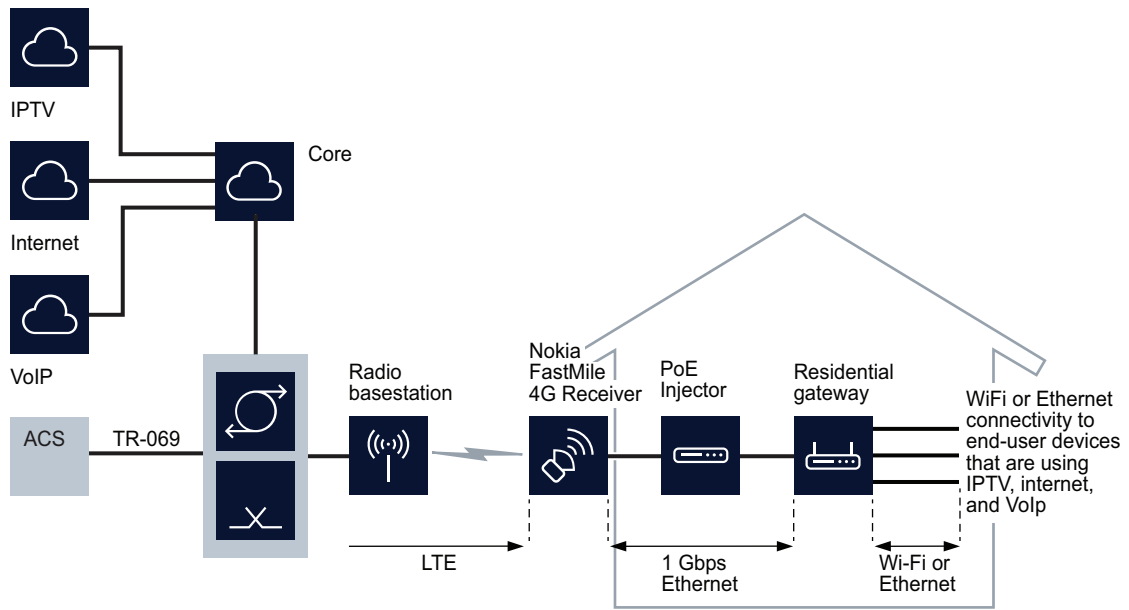 IPTV
Core
Internet
VoIP
ACS
TR-069
Radio
basestation
Nokia
FastMile
4G Receiver
PoE
Injector
Residential
gateway
WiFi or Ethernet
connectivity to
end-user devices
that are using
IPTV, internet,
and VoIp
LTE
1 Gbps
Ethernet
Wi-Fi or
Ethernet